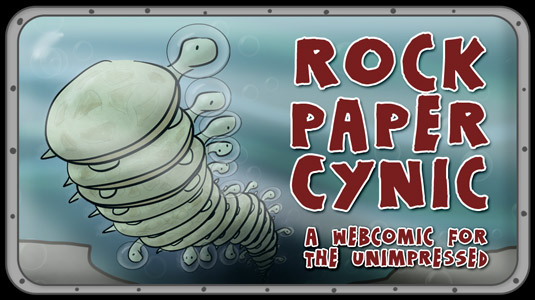 ROCK
PAPER
CYNIC
A WEBCOMIC FOR
THE UNIMPRESSED